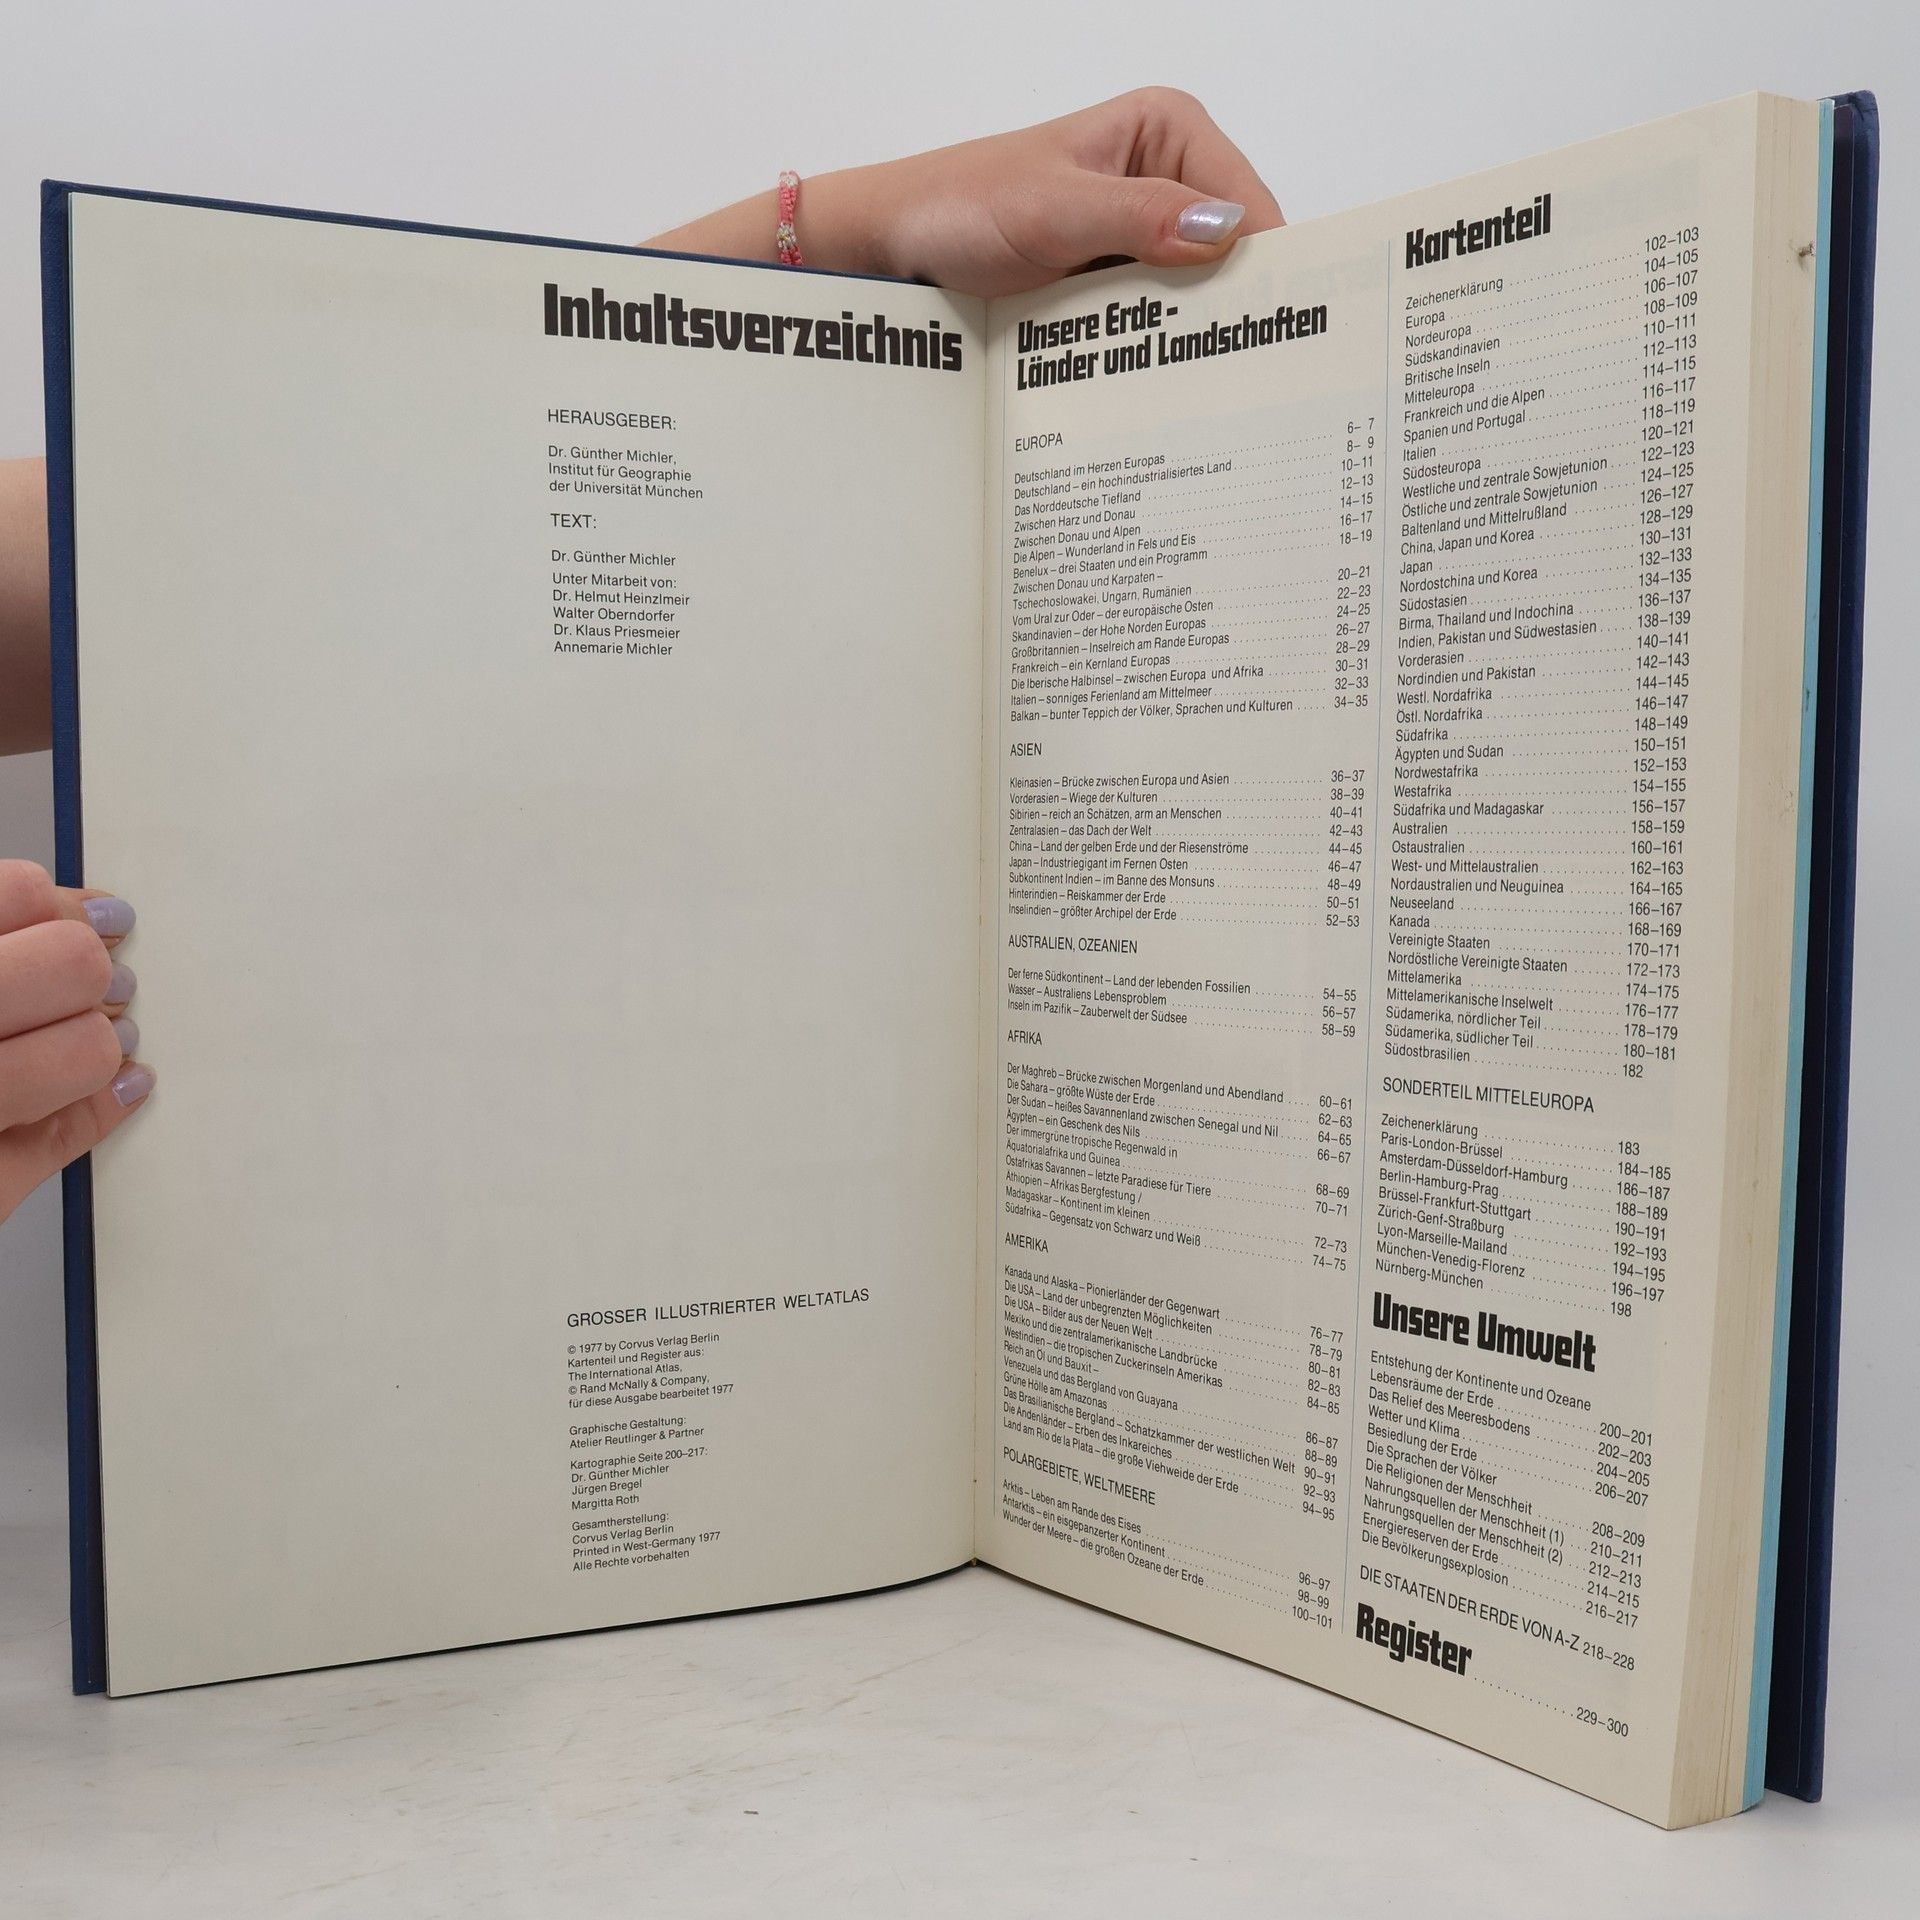 Inhaltsverzeichnis
HERAUSGEBER:
Dr. Günther Michler,
Institut für Geographie
der Universität München
TEXT:
Dr. Günther Michler
Unter Mitarbeit von:
Dr. Helmut Heinzlmeir
Walter Oberndorfer
Dr. Klaus Priesmeier
Annemarie Michler
GROSSER ILLUSTRIERTER WELTATLAS
© 1977 by Corvus Verlag Berlin
Kartenteil und Register aus:
The International Atlas,
© Rand McNally & Company,
für diese Ausgabe bearbeitet 1977
Graphische Gestaltung:
Atelier Reutlinger & Partner
Kartographie Seite 200–217:
Dr. Günther Michler
Jürgen Bregel
Margitta Roth
Gesamtherstellung:
Corvus Verlag Berlin
Printed in West-Germany 1977
Alle Rechte vorbehalten
Unsere Erde -
Länder und Landschaften
EUROPA
Deutschland im Herzen Europas 6– 7
Deutschland – ein hochindustrialisiertes Land 8– 9
Das Norddeutsche Tiefland 10–11
Zwischen Harz und Donau 12–13
Zwischen Donau und Alpen 14–15
Die Alpen – Wunderland in Fels und Eis 16–17
Benelux – drei Staaten und ein Programm 18–19
Zwischen Donau und Karpaten –
Tschechoslowakei, Ungarn, Rumänien 20–21
Vom Ural zur Oder – der europäische Osten 22–23
Skandinavien – der Hohe Norden Europas 24–25
Großbritannien – Inselreich am Rande Europas 26–27
Frankreich – ein Kernland Europas 28–29
Die Iberische Halbinsel – zwischen Europa und Afrika 30–31
Italien – sonniges Ferienland am Mittelmeer 32–33
Balkan – bunter Teppich der Völker, Sprachen und Kulturen 34–35
ASIEN
Kleinasien – Brücke zwischen Europa und Asien 36–37
Vorderasien – Wiege der Kulturen 38–39
Sibirien – reich an Schätzen, arm an Menschen 40–41
Zentralasien – das Dach der Welt 42–43
China – Land der gelben Erde und der Riesenströme 44–45
Japan – Industriegigant im Fernen Osten 46–47
Subkontinent Indien – im Banne des Monsuns 48–49
Hinterindien – Reiskammer der Erde 50–51
Inselindien – größter Archipel der Erde 52–53
AUSTRALIEN, OZEANIEN
Der ferne Südkontinent – Land der lebenden Fossilien 54–55
Wasser – Australiens Lebensproblem 56–57
Inseln im Pazifik – Zauberwelt der Südsee 58–59
AFRIKA
Der Maghreb – Brücke zwischen Morgenland und Abendland 60–61
Die Sahara – größte Wüste der Erde 62–63
Der Sudan – heißes Savannenland zwischen Senegal und Nil 64–65
Ägypten – ein Geschenk des Nils 66–67
Der immergrüne tropische Regenwald in
Äquatorialafrika und Guinea 68–69
Ostafrikas Savannen – letzte Paradiese für Tiere 70–71
Äthiopien – Afrikas Bergfestung /
Madagaskar – Kontinent im kleinen 72–73
Südafrika – Gegensatz von Schwarz und Weiß 74–75
AMERIKA
Kanada und Alaska – Pionierländer der Gegenwart 76–77
Die USA – Land der unbegrenzten Möglichkeiten 78–79
Die USA – Bilder aus der Neuen Welt 80–81
Mexiko und die zentralamerikanische Landbrücke 82–83
Westindien – die tropischen Zuckerinseln Amerikas 84–85
Reich an Öl und Bauxit –
Venezuela und das Bergland von Guayana 86–87
Grüne Hölle am Amazonas 88–89
Das Brasilianische Bergland – Schatzkammer der westlichen Welt 90–91
Die Andenländer – Erben des Inkareiches 92–93
Land am Rio de la Plata – die große Viehweide der Erde 94–95
POLARGEBIETE, WELTMEERE
Arktis – Leben am Rande des Eises 96–97
Antarktis – ein eisgepanzerter Kontinent 98–99
Wunder der Meere – die großen Ozeane der Erde 100–101
Kartenteil
Zeichenerklärung 102–103
Europa 104–105
Nordeuropa 106–107
Südskandinavien 108–109
Britische Inseln 110–111
Mitteleuropa 112–113
Frankreich und die Alpen 114–115
Spanien und Portugal 116–117
Italien 118–119
Südosteuropa 120–121
Westliche und zentrale Sowjetunion 122–123
Östliche und zentrale Sowjetunion 124–125
Baltenland und Mittelrußland 126–127
China, Japan und Korea 128–129
Japan 130–131
Nordostchina und Korea 132–133
Südostasien 134–135
Birma, Thailand und Indochina 136–137
Indien, Pakistan und Südwestasien 138–139
Vorderasien 140–141
Nordindien und Pakistan 142–143
Westl. Nordafrika 144–145
Östl. Nordafrika 146–147
Südafrika 148–149
Ägypten und Sudan 150–151
Nordwestafrika 152–153
Westafrika 154–155
Südafrika und Madagaskar 156–157
Australien 158–159
Ostaustralien 160–161
West- und Mittelaustralien 162–163
Nordaustralien und Neuguinea 164–165
Neuseeland 166–167
Kanada 168–169
Vereinigte Staaten 170–171
Nordöstliche Vereinigte Staaten 172–173
Mittelamerika 174–175
Mittelamerikanische Inselwelt 176–177
Südamerika, nördlicher Teil 178–179
Südamerika, südlicher Teil 180–181
Südostbrasilien 182
SONDERTEIL MITTELEUROPA
Zeichenerklärung 183
Paris-London-Brüssel 184–185
Amsterdam-Düsseldorf-Hamburg 186–187
Berlin-Hamburg-Prag 188–189
Brüssel-Frankfurt-Stuttgart 190–191
Zürich-Genf-Straßburg 192–193
Lyon-Marseille-Mailand 194–195
München-Venedig-Florenz 196–197
Nürnberg-München 198
Unsere Umwelt
Entstehung der Kontinente und Ozeane
Lebensräume der Erde 200–201
Das Relief des Meeresbodens 202–203
Wetter und Klima 204–205
Besiedlung der Erde 206–207
Die Sprachen der Völker
Die Religionen der Menschheit 208–209
Nahrungsquellen der Menschheit (1) 210–211
Nahrungsquellen der Menschheit (2) 212–213
Energiereserven der Erde 214–215
Die Bevölkerungsexplosion 216–217
DIE STAATEN DER ERDE VON A-Z 218–228
Register 229–300